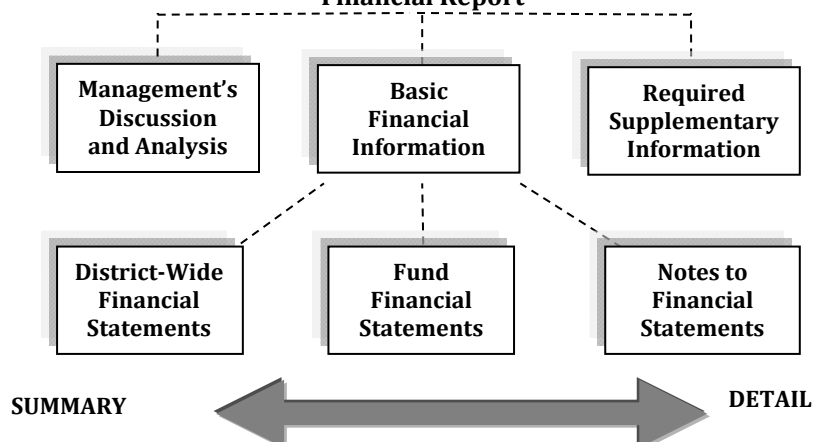 Financial Report
Management's
Discussion
and Analysis
Basic
Financial
Information
Required
Supplementary
Information
District-Wide
Financial
Statements
Fund
Financial
Statements
Notes to
Financial
Statements
SUMMARY
DETAIL